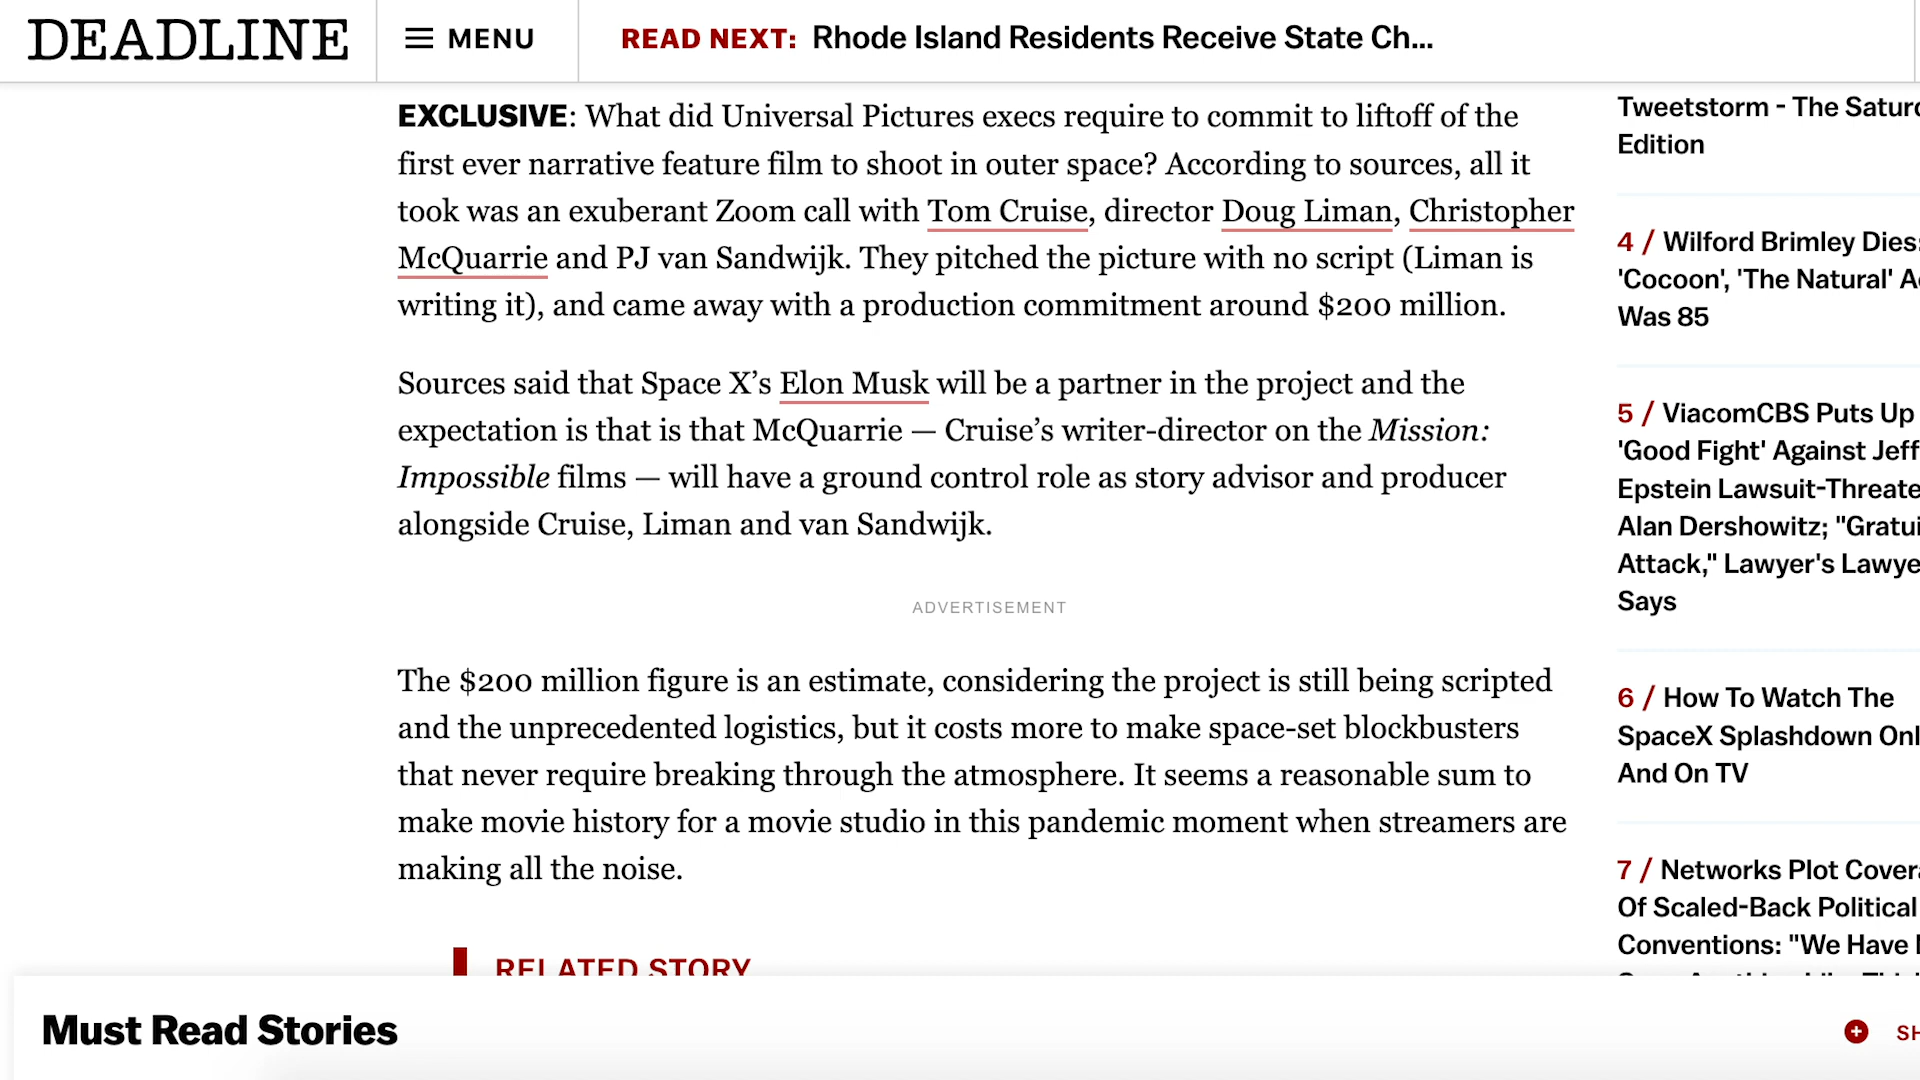 DEADLINE
MENU
READ NEXT: Rhode Island Residents Receive State Ch...
EXCLUSIVE: What did Universal Pictures execs require to commit to liftoff of the
first ever narrative feature film to shoot in outer space? According to sources, all it
took was an exuberant Zoom call with Tom Cruise, director Doug Liman, Christopher
McQuarrie and PJ van Sandwijk. They pitched the picture with no script (Liman is
writing it), and came away with a production commitment around $200 million.
Sources said that Space X’s Elon Musk will be a partner in the project and the
expectation is that is that McQuarrie — Cruise’s writer-director on the Mission:
Impossible films — will have a ground control role as story advisor and producer
alongside Cruise, Liman and van Sandwijk.
ADVERTISEMENT
The $200 million figure is an estimate, considering the project is still being scripted
and the unprecedented logistics, but it costs more to make space-set blockbusters
that never require breaking through the atmosphere. It seems a reasonable sum to
make movie history for a movie studio in this pandemic moment when streamers are
making all the noise.
RELATED STORY
Tweetstorm - The Satur
Edition
4 / Wilford Brimley Dies:
'Cocoon', 'The Natural' A
Was 85
5 / ViacomCBS Puts Up
'Good Fight' Against Jeff
Epstein Lawsuit-Threate
Alan Dershowitz; "Gratui
Attack," Lawyer's Lawye
Says
6 / How To Watch The
SpaceX Splashdown Onl
And On TV
7 / Networks Plot Cover
Of Scaled-Back Political
Conventions: "We Have
Must Read Stories
SH